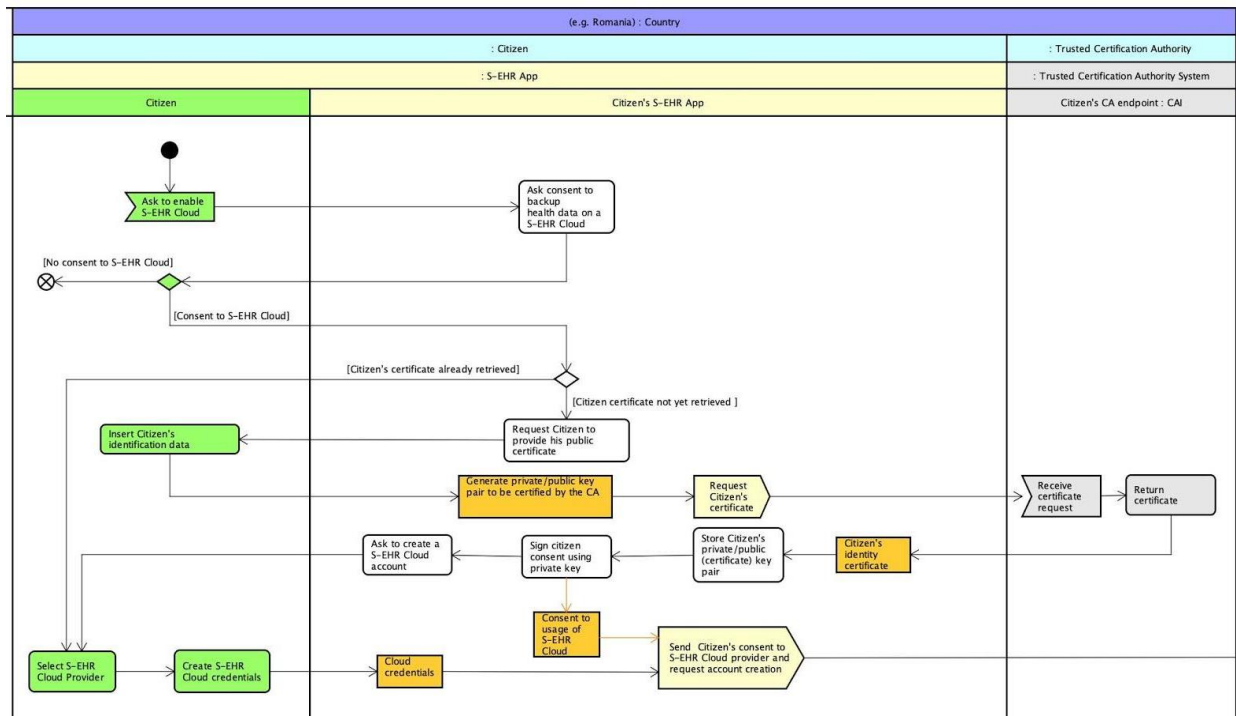 (e.g. Romania) : Country
: Citizen
: Trusted Certification Authority
: S-EHR App
: Trusted Certification Authority System
Citizen
Citizen's S-EHR App
Citizen's CA endpoint : CAI
Ask to enable
S-EHR Cloud
Ask consent to
backup
health data on a
S-EHR Cloud
[No consent to S-EHR Cloud]
[Consent to S-EHR Cloud]
[Citizen's certificate already retrieved]
[Citizen certificate not yet retrieved ]
Insert Citizen's
identification data
Request Citizen to
provide his public
certificate
Generate private/public key
pair to be certified by the CA
Request
Citizen's
certificate
Receive
certificate
request
Return
certificate
Ask to create a
S-EHR Cloud
account
Sign citizen
consent using
private key
Store Citizen's
private/public
(certificate) key
pair
Citizen's
identity
certificate
Consent to
usage of
S-EHR
Cloud
Select S-EHR
Cloud Provider
Create S-EHR
Cloud credentials
Cloud
credentials
Send Citizen's consent to
S-EHR Cloud provider and
request account creation